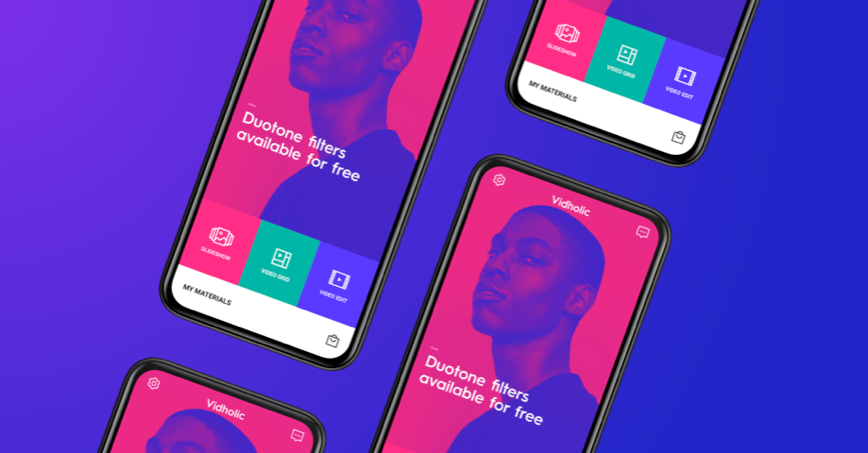 Duotone filters
available for free
SLIDESHOW
VIDEO GRID
VIDEO EDIT
MY MATERIALS
SLIDESHOW
VIDEO GRID
VIDEO EDIT
MY MATERIALS
Vidholic
Duotone filters
available for free
Vidholic